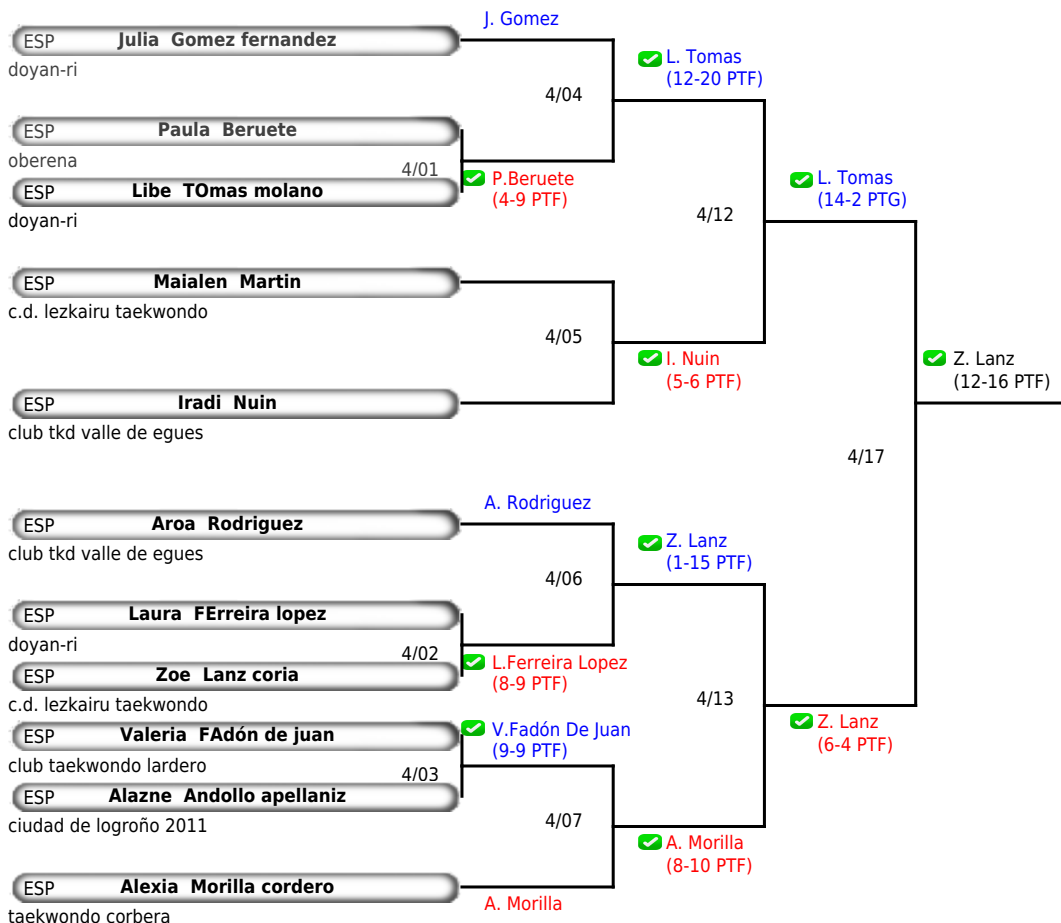 J. Gomez
ESP Julia Gomez fernandez
doyan-ri
L. Tomas
(12-20 PTF)
4/04
ESP Paula Beruete
oberena
4/01
P.Beruete
(4-9 PTF)
ESP Libe TOmas molano
doyan-ri
L. Tomas
(14-2 PTG)
4/12
ESP Maialen Martin
c.d. lezkairu taekwondo
4/05
I. Nuin
(5-6 PTF)
Z. Lanz
(12-16 PTF)
ESP Iradi Nuin
club tkd valle de egues
4/17
A. Rodriguez
ESP Aroa Rodriguez
club tkd valle de egues
Z. Lanz
(1-15 PTF)
4/06
ESP Laura FErreira lopez
doyan-ri
4/02
L.Ferreira Lopez
(8-9 PTF)
ESP Zoe Lanz coria
c.d. lezkairu taekwondo
4/13
Z. Lanz
(6-4 PTF)
V.Fadón De Juan
(9-9 PTF)
ESP Valeria FAdón de juan
club taekwondo lardero
4/03
ESP Alazne Andollo apellaniz
ciudad de logroño 2011
4/07
A. Morilla
(8-10 PTF)
ESP Alexia Morilla cordero
A. Morilla
taekwondo corbera